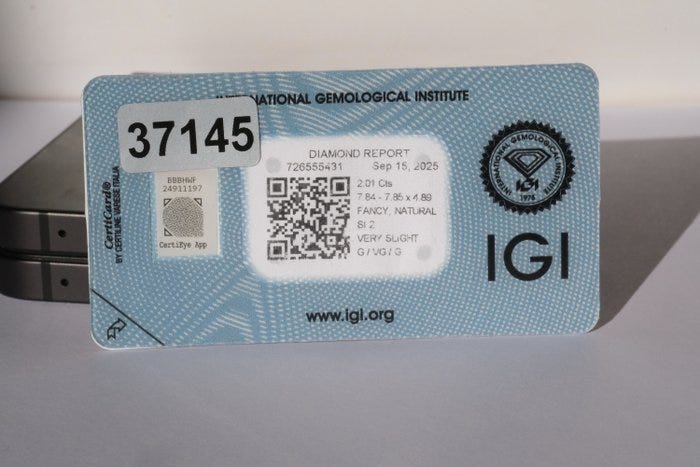 INTERNATIONAL GEMOLOGICAL INSTITUTE
37145
BBBHWF
24911197
CertiEye App
CertiCard®
BY CERTILINE VARESE ITALIA
DIAMOND REPORT
726555431 Sep 15, 2025
2.01 Cts
7.84 - 7.85 x 4.89
FANCY, NATURAL
SI 2
VERY SLIGHT
G / VG / G
www.igi.org
INTERNATIONAL GEMOLOGICAL INSTITUTE
IGI
1975
IGI